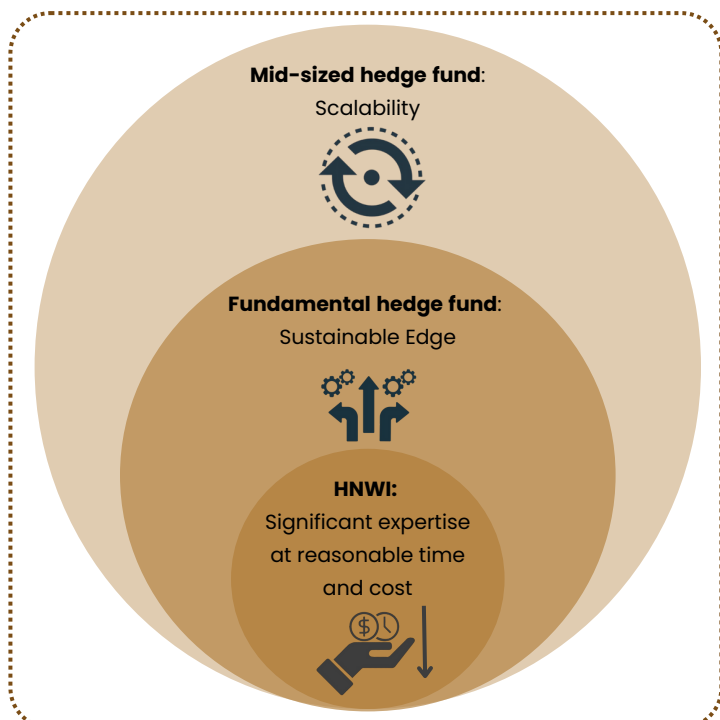 Mid-sized hedge fund:
Scalability
Fundamental hedge fund:
Sustainable Edge
HNWI:
Significant expertise
at reasonable time
and cost
$